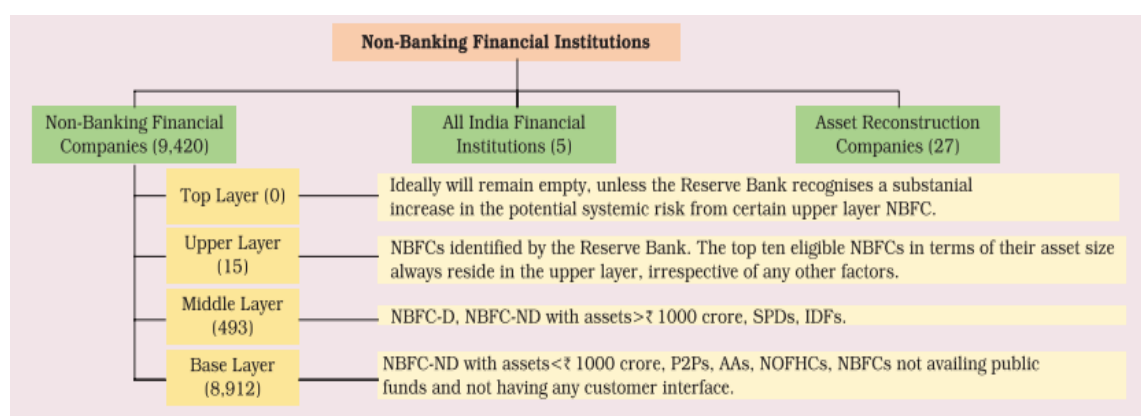 Non-Banking Financial Institutions
Non-Banking Financial
Companies (9,420)
All India Financial
Institutions (5)
Asset Reconstruction
Companies (27)
Top Layer (0)
Ideally will remain empty, unless the Reserve Bank recognises a substanial
increase in the potential systemic risk from certain upper layer NBFC.
Upper Layer
(15)
NBFCs identified by the Reserve Bank. The top ten eligible NBFCs in terms of their asset size
always reside in the upper layer, irrespective of any other factors.
Middle Layer
(493)
NBFC-D, NBFC-ND with assets>₹ 1000 crore, SPDs, IDFs.
Base Layer
(8,912)
NBFC-ND with assets<₹ 1000 crore, P2Ps, AAs, NOFHCs, NBFCs not availing public
funds and not having any customer interface.